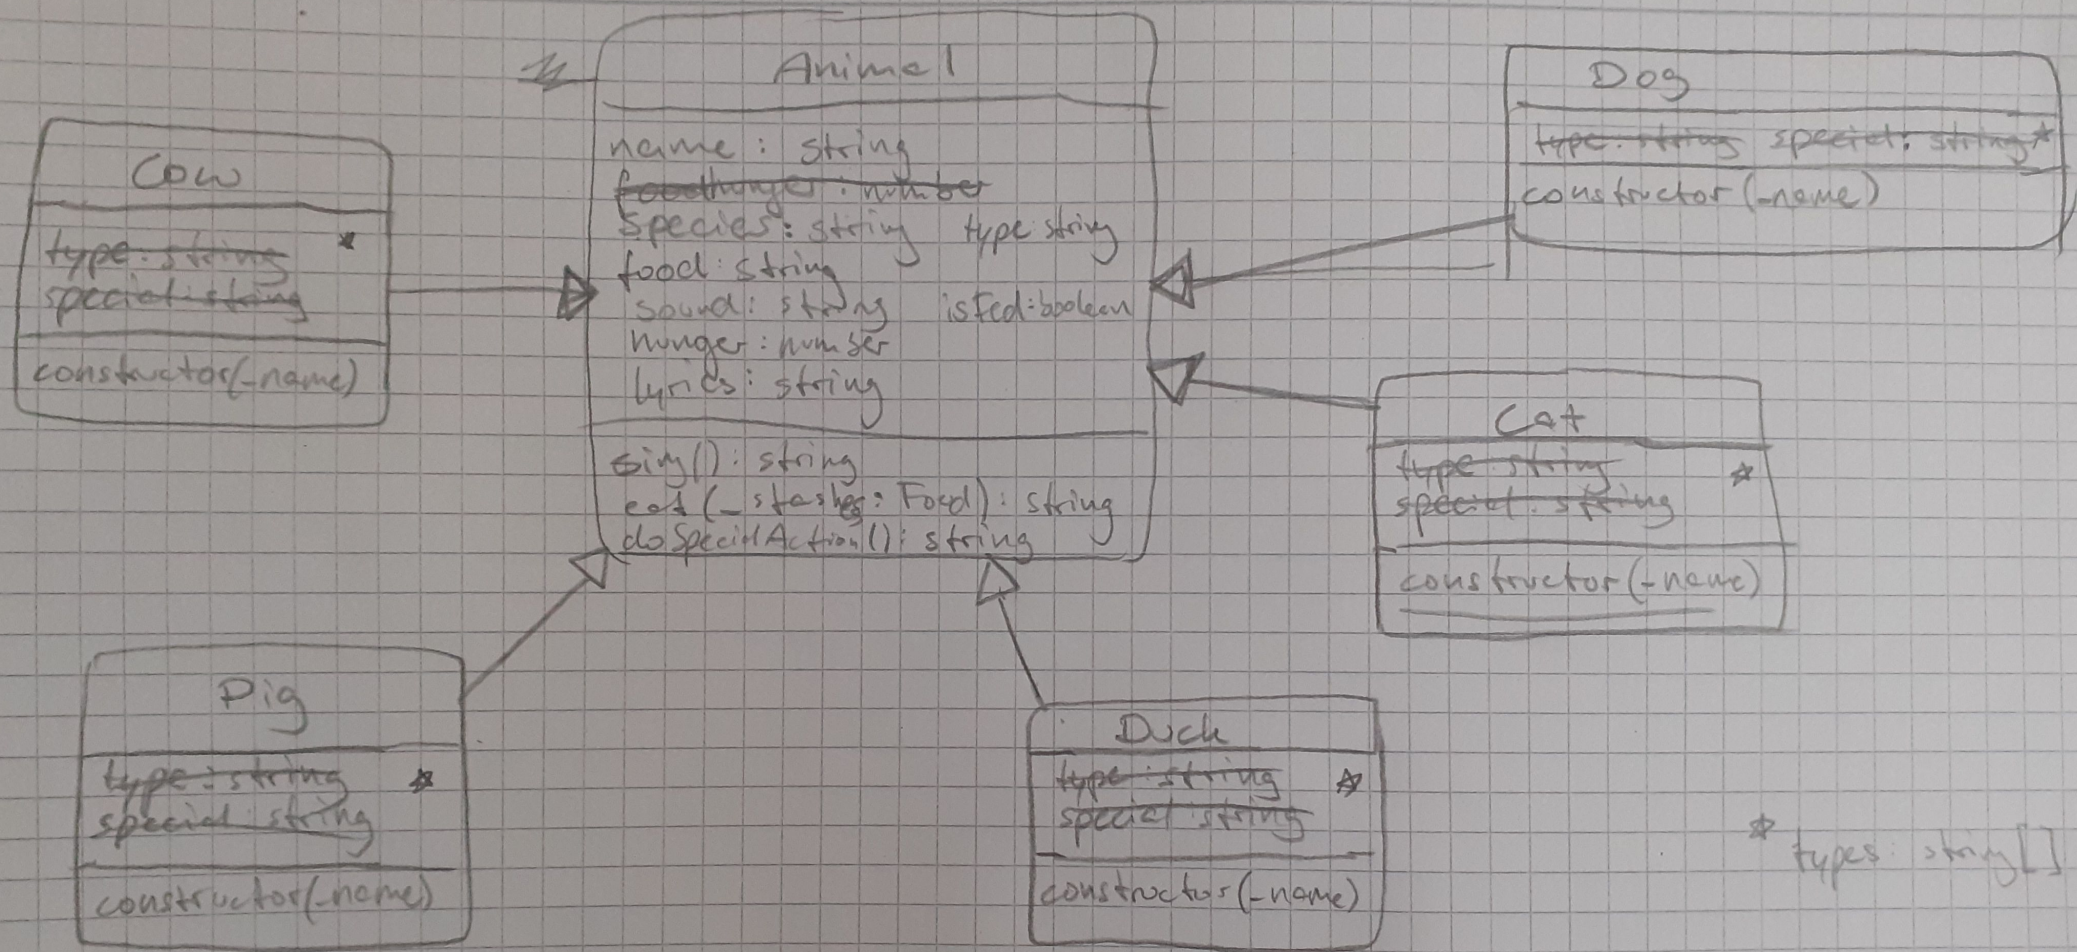 Animal
name : string
foodhunger : number
species : string type : string
food : string
sound : string isFed : boolean
hunger : number
lyrics : string
sing() : string
eat (_stashes : Food) : string
doSpecialAction() : string
Cow
type : string *
special : string
constructor(_name)
Dog
type : string special : string *
constructor (_name)
Cat
type : string *
special : string
constructor (_name)
Pig
type : string *
special : string
constructor(_name)
Duck
type : string *
special : string
constructor (_name)
* types : string[]